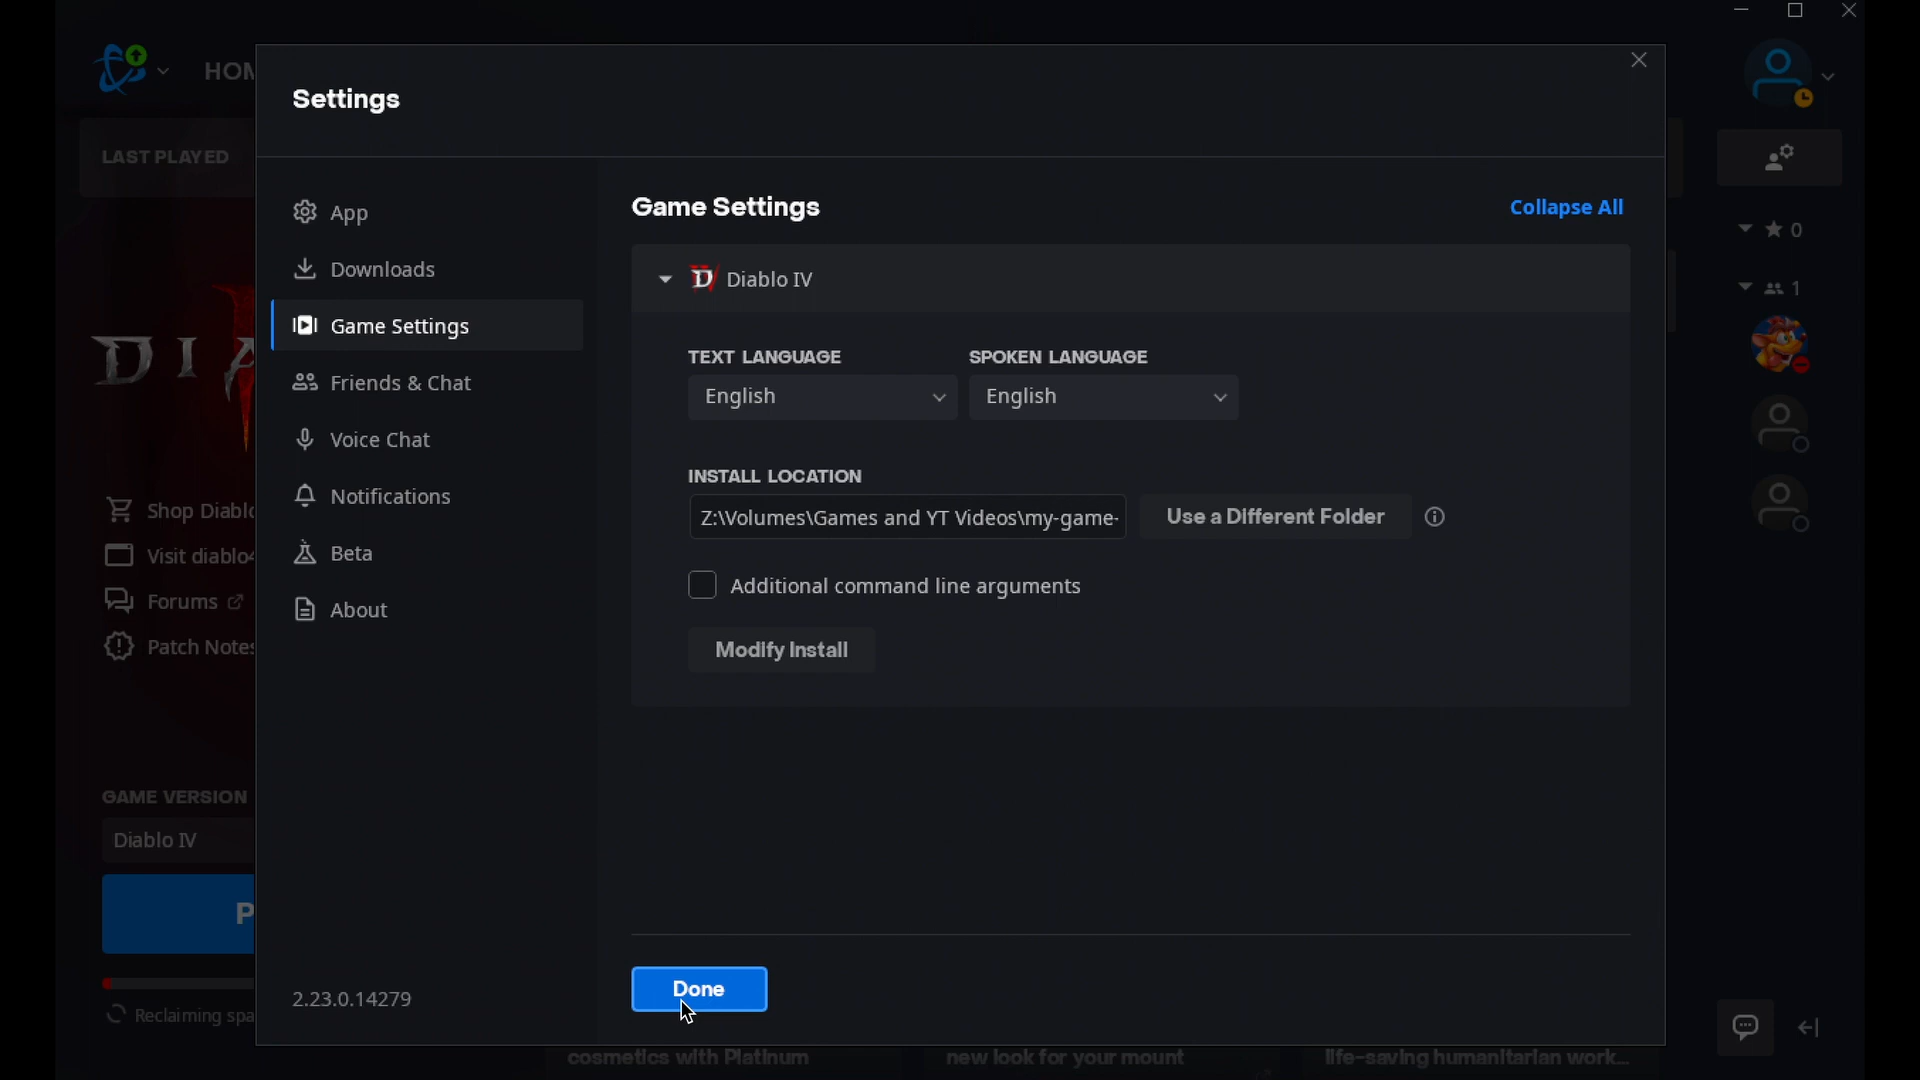 HOM
Settings
LAST PLAYED
App
Game Settings
Collapse All
0
Downloads
Diablo IV
1
Game Settings
TEXT LANGUAGE
SPOKEN LANGUAGE
Friends & Chat
English
English
Voice Chat
INSTALL LOCATION
Notifications
Z:\Volumes\Games and YT Videos\my-game-
Use a Different Folder
Shop Diablo
Visit diablo4
Beta
Additional command line arguments
Forums
About
Patch Notes
Modify Install
GAME VERSION
Diablo IV
P
Done
2.23.0.14279
Reclaiming spa
cosmetics with Platinum
new look for your mount
life-saving humanitarian work...